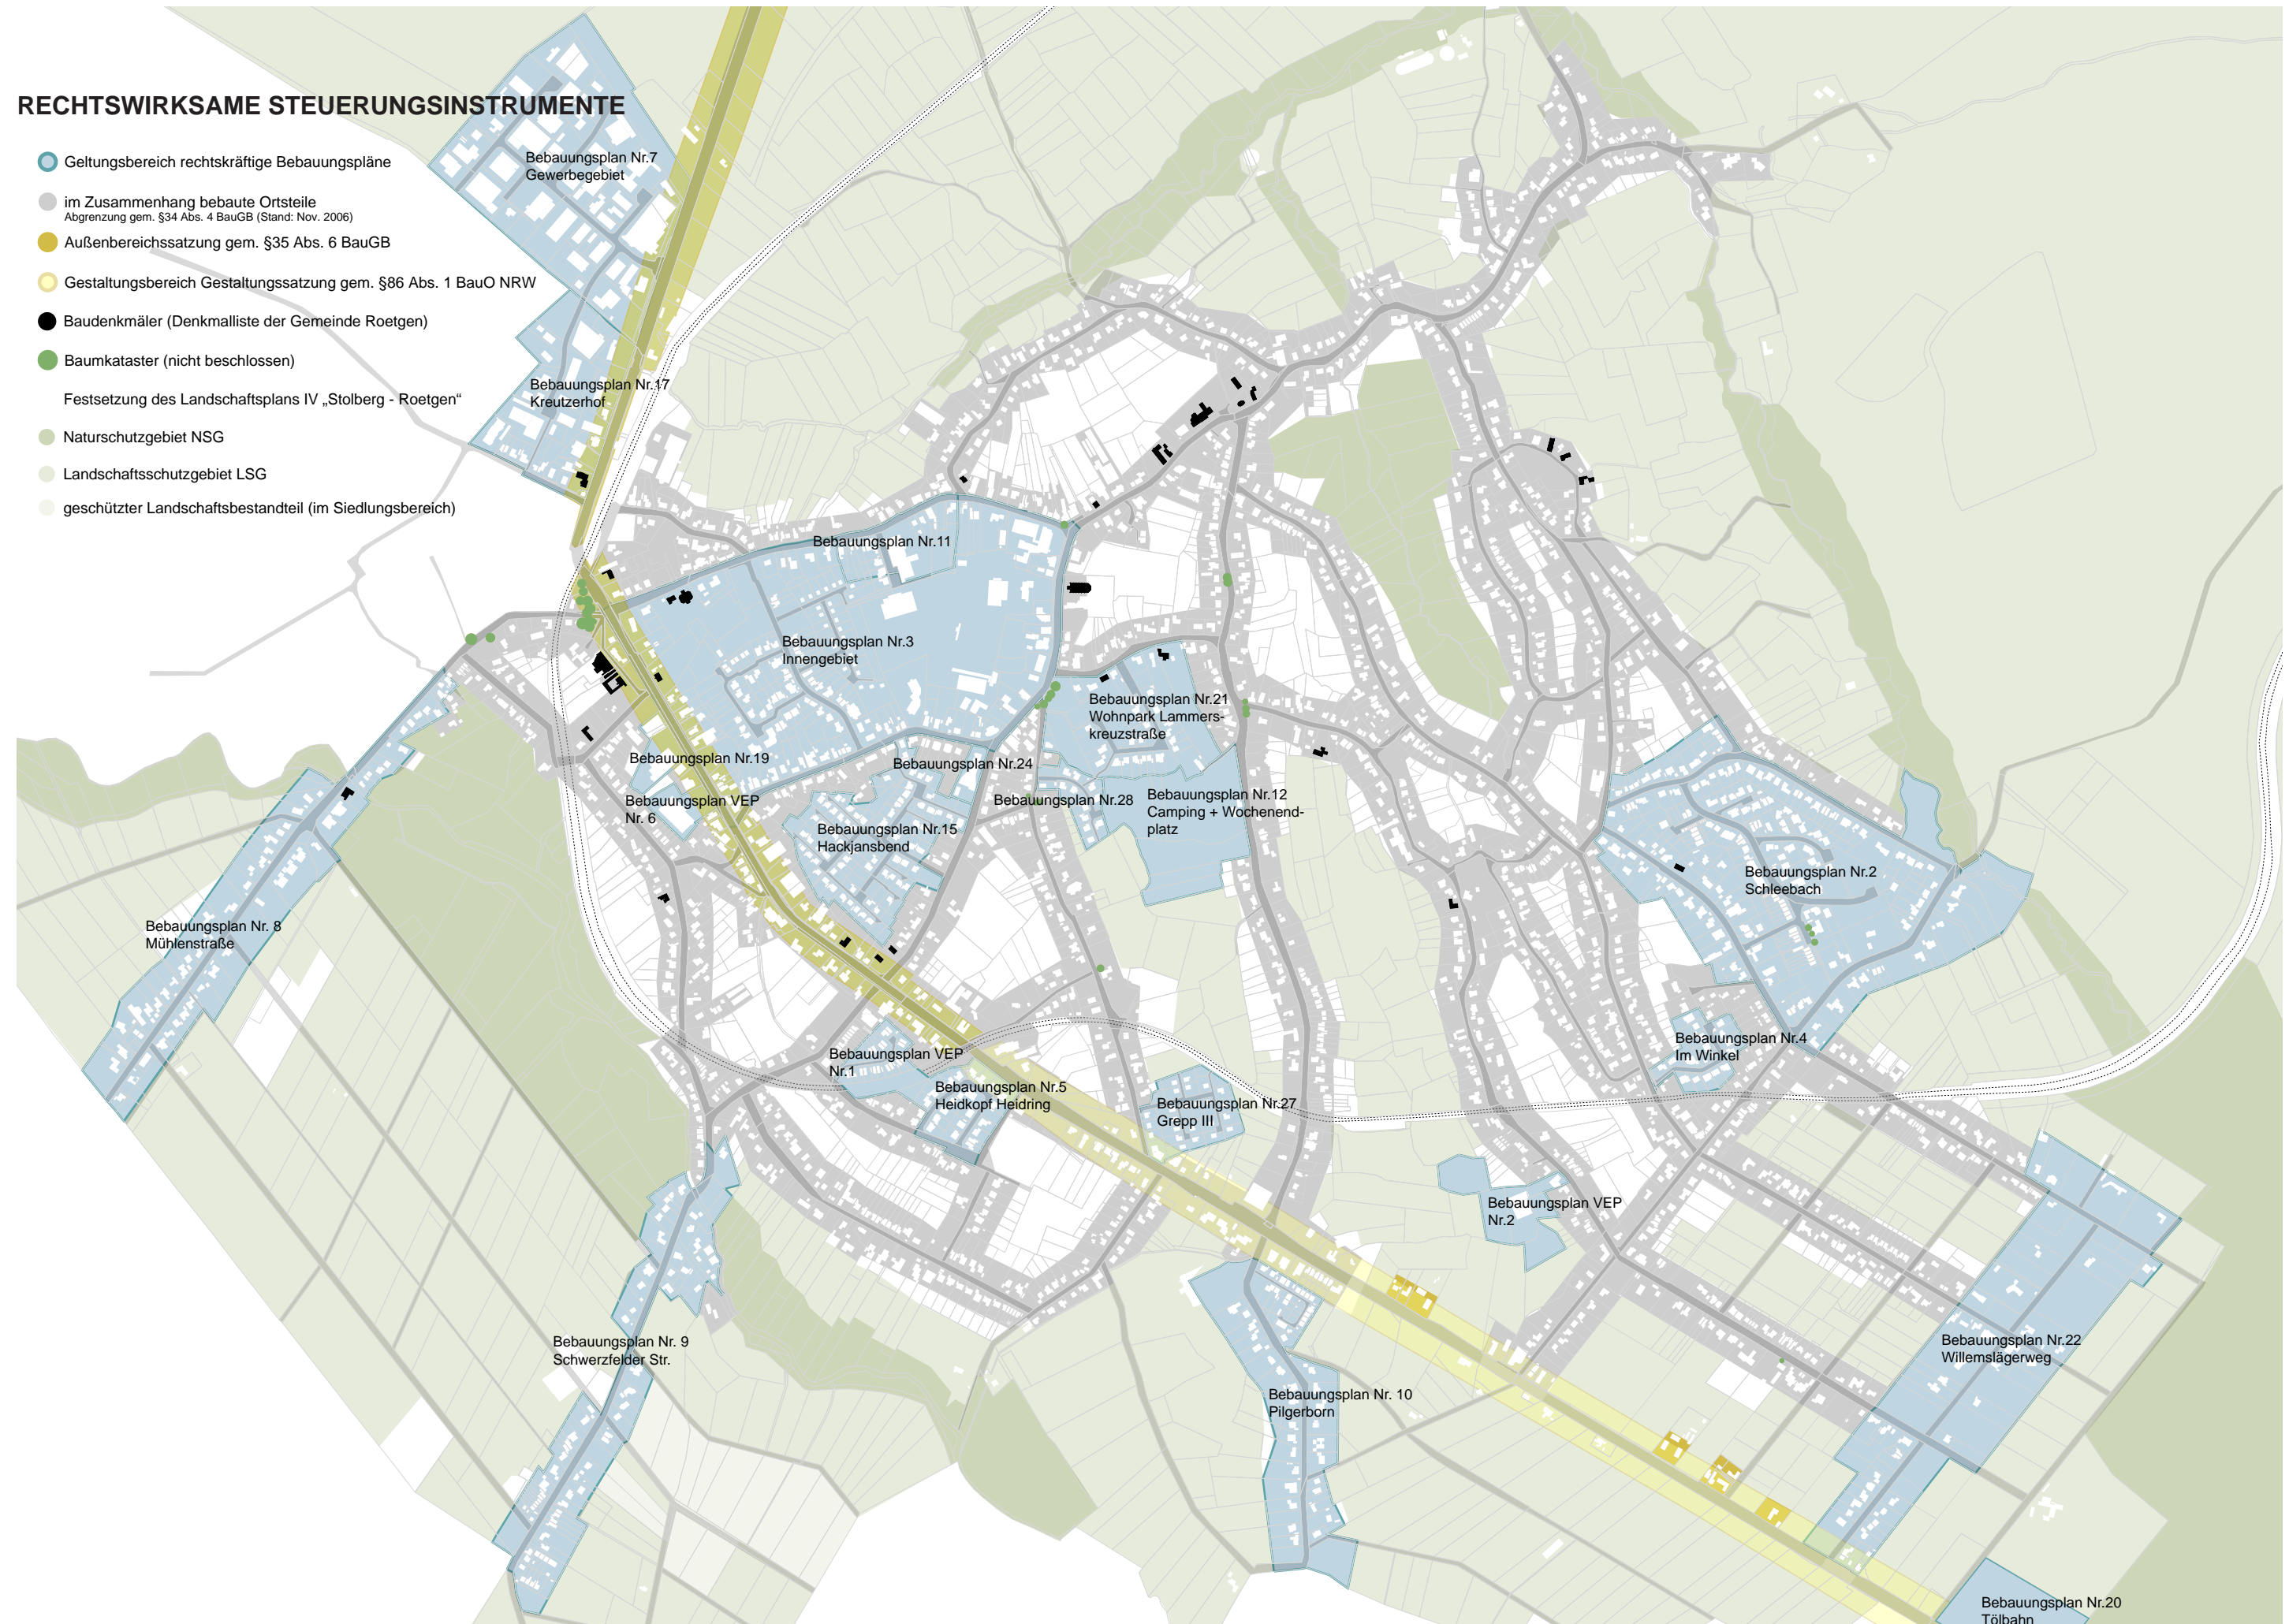 RECHTSWIRKSAME STEUERUNGSINSTRUMENTE
Geltungsbereich rechtskräftige Bebauungspläne
im Zusammenhang bebaute Ortsteile
Abgrenzung gem. §34 Abs. 4 BauGB (Stand: Nov. 2006)
Außenbereichssatzung gem. §35 Abs. 6 BauGB
Gestaltungsbereich Gestaltungssatzung gem. §86 Abs. 1 BauO NRW
Baudenkmäler (Denkmalliste der Gemeinde Roetgen)
Baumkataster (nicht beschlossen)
Festsetzung des Landschaftsplans IV „Stolberg - Roetgen“
Naturschutzgebiet NSG
Landschaftsschutzgebiet LSG
geschützter Landschaftsbestandteil (im Siedlungsbereich)
Bebauungsplan Nr.7
Gewerbegebiet
Bebauungsplan Nr.17
Kreutzerhof
Bebauungsplan Nr.11
Bebauungsplan Nr.3
Innengebiet
Bebauungsplan Nr.21
Wohnpark Lammers-
kreuzstraße
Bebauungsplan Nr.19
Bebauungsplan Nr.24
Bebauungsplan VEP
Nr. 6
Bebauungsplan Nr.28
Bebauungsplan Nr.12
Camping + Wochenend-
platz
Bebauungsplan Nr.15
Hackjansbend
Bebauungsplan Nr.2
Schleebach
Bebauungsplan Nr. 8
Mühlenstraße
Bebauungsplan Nr.4
Im Winkel
Bebauungsplan VEP
Nr.1
Bebauungsplan Nr.5
Heidkopf Heidring
Bebauungsplan Nr.27
Grepp III
Bebauungsplan VEP
Nr.2
Bebauungsplan Nr. 9
Schwerzfelder Str.
Bebauungsplan Nr.22
Willemslägerweg
Bebauungsplan Nr. 10
Pilgerborn
Bebauungsplan Nr.20
Tölbahn